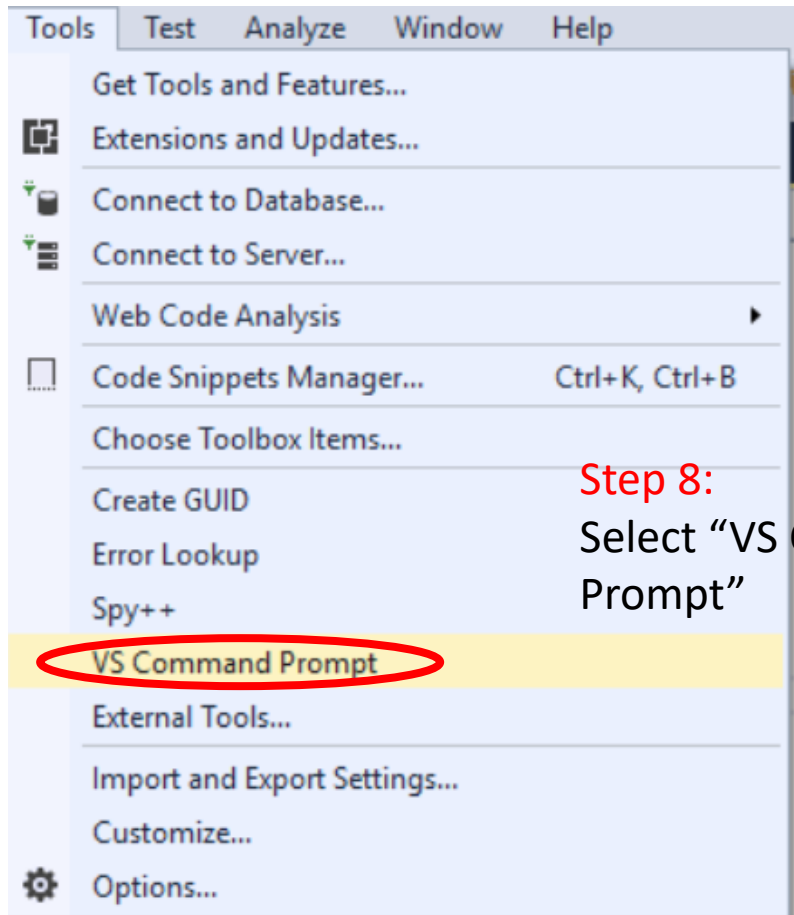 Tools Test Analyze Window Help
Get Tools and Features...
Extensions and Updates...
Connect to Database...
Connect to Server...
Web Code Analysis
Code Snippets Manager... Ctrl+K, Ctrl+B
Choose Toolbox Items...
Create GUID
Error Lookup
Spy++
VS Command Prompt
External Tools...
Import and Export Settings...
Customize...
Options...
Step 8:
Select “VS
Prompt”